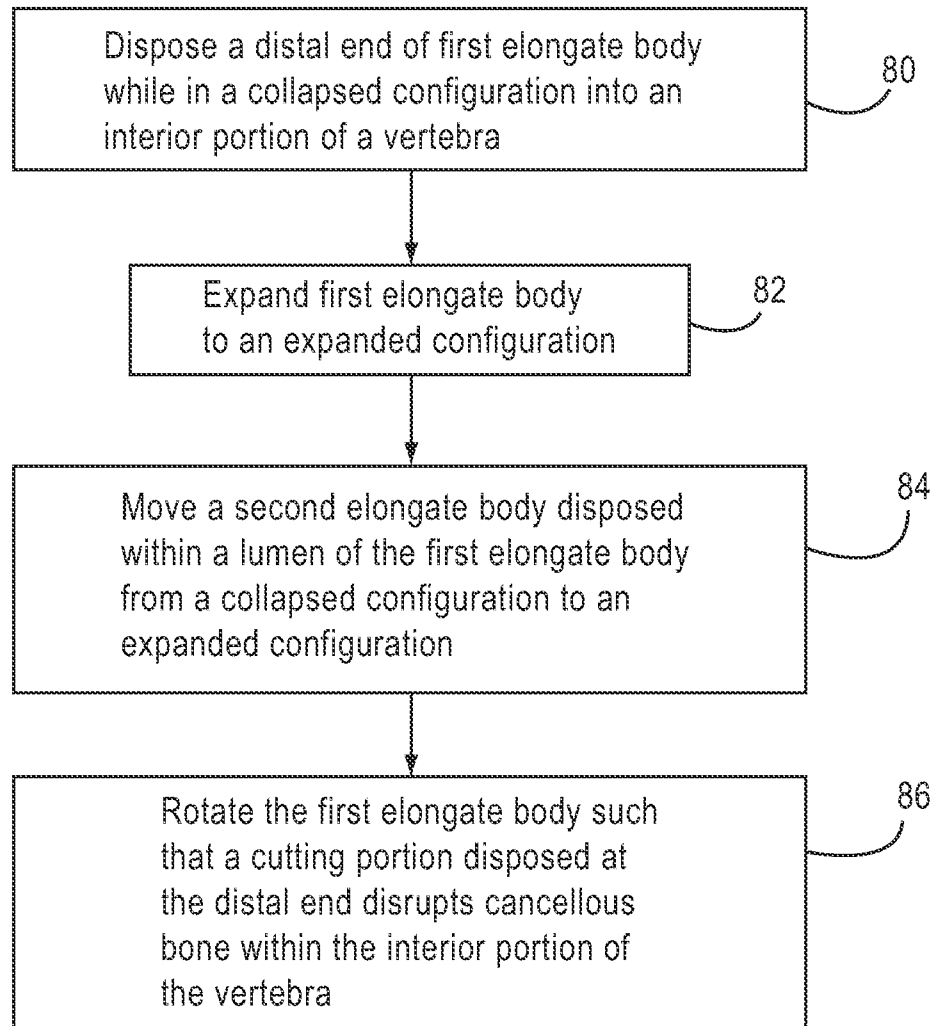 Dispose a distal end of first elongate body
while in a collapsed configuration into an
interior portion of a vertebra
80
Expand first elongate body
to an expanded configuration
82
Move a second elongate body disposed
within a lumen of the first elongate body
from a collapsed configuration to an
expanded configuration
84
Rotate the first elongate body such
that a cutting portion disposed at
the distal end disrupts cancellous
bone within the interior portion of
the vertebra
86